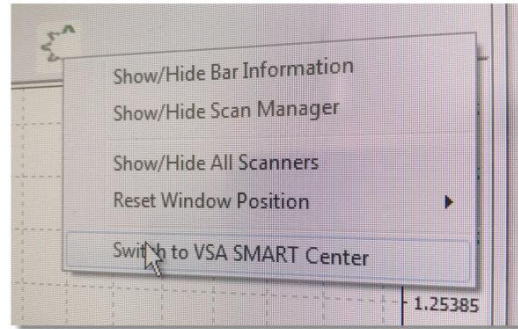 Show/Hide Bar Information
Show/Hide Scan Manager
Show/Hide All Scanners
Reset Window Position
Switch to VSA SMART Center
1.25385